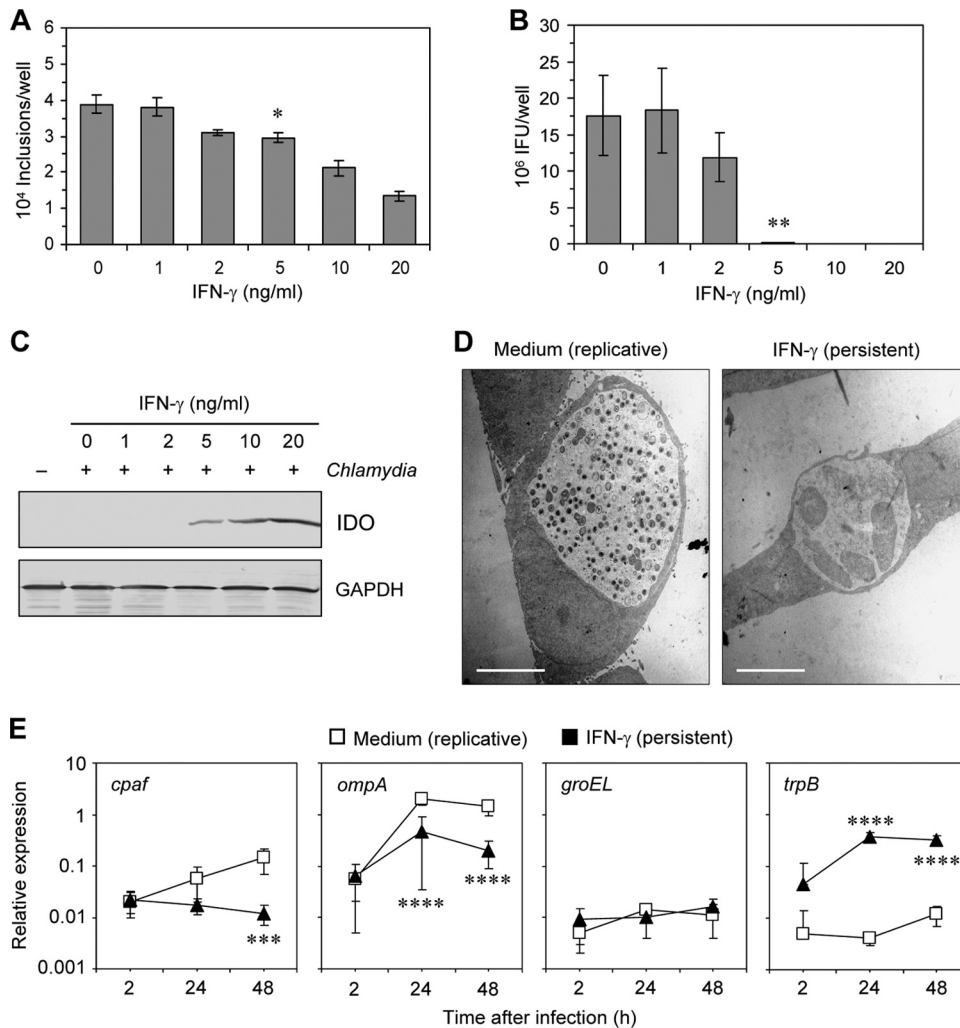 A
6
5
4
3
2
1
0
10⁴ Inclusions/well
*
0 1 2 5 10 20
IFN-γ (ng/ml)
B
30
25
20
15
10
5
0
10⁶ IFU/well
**
0 1 2 5 10 20
IFN-γ (ng/ml)
C
IFN-γ (ng/ml)
0 1 2 5 10 20
– + + + + + + Chlamydia
IDO
GAPDH
D
Medium (replicative)
IFN-γ (persistent)
E
Medium (replicative)
IFN-γ (persistent)
Relative expression
10
1
0.1
0.01
0.001
cpaf
***
2 24 48
ompA
****
****
2 24 48
groEL
2 24 48
trpB
****
****
2 24 48
Time after infection (h)